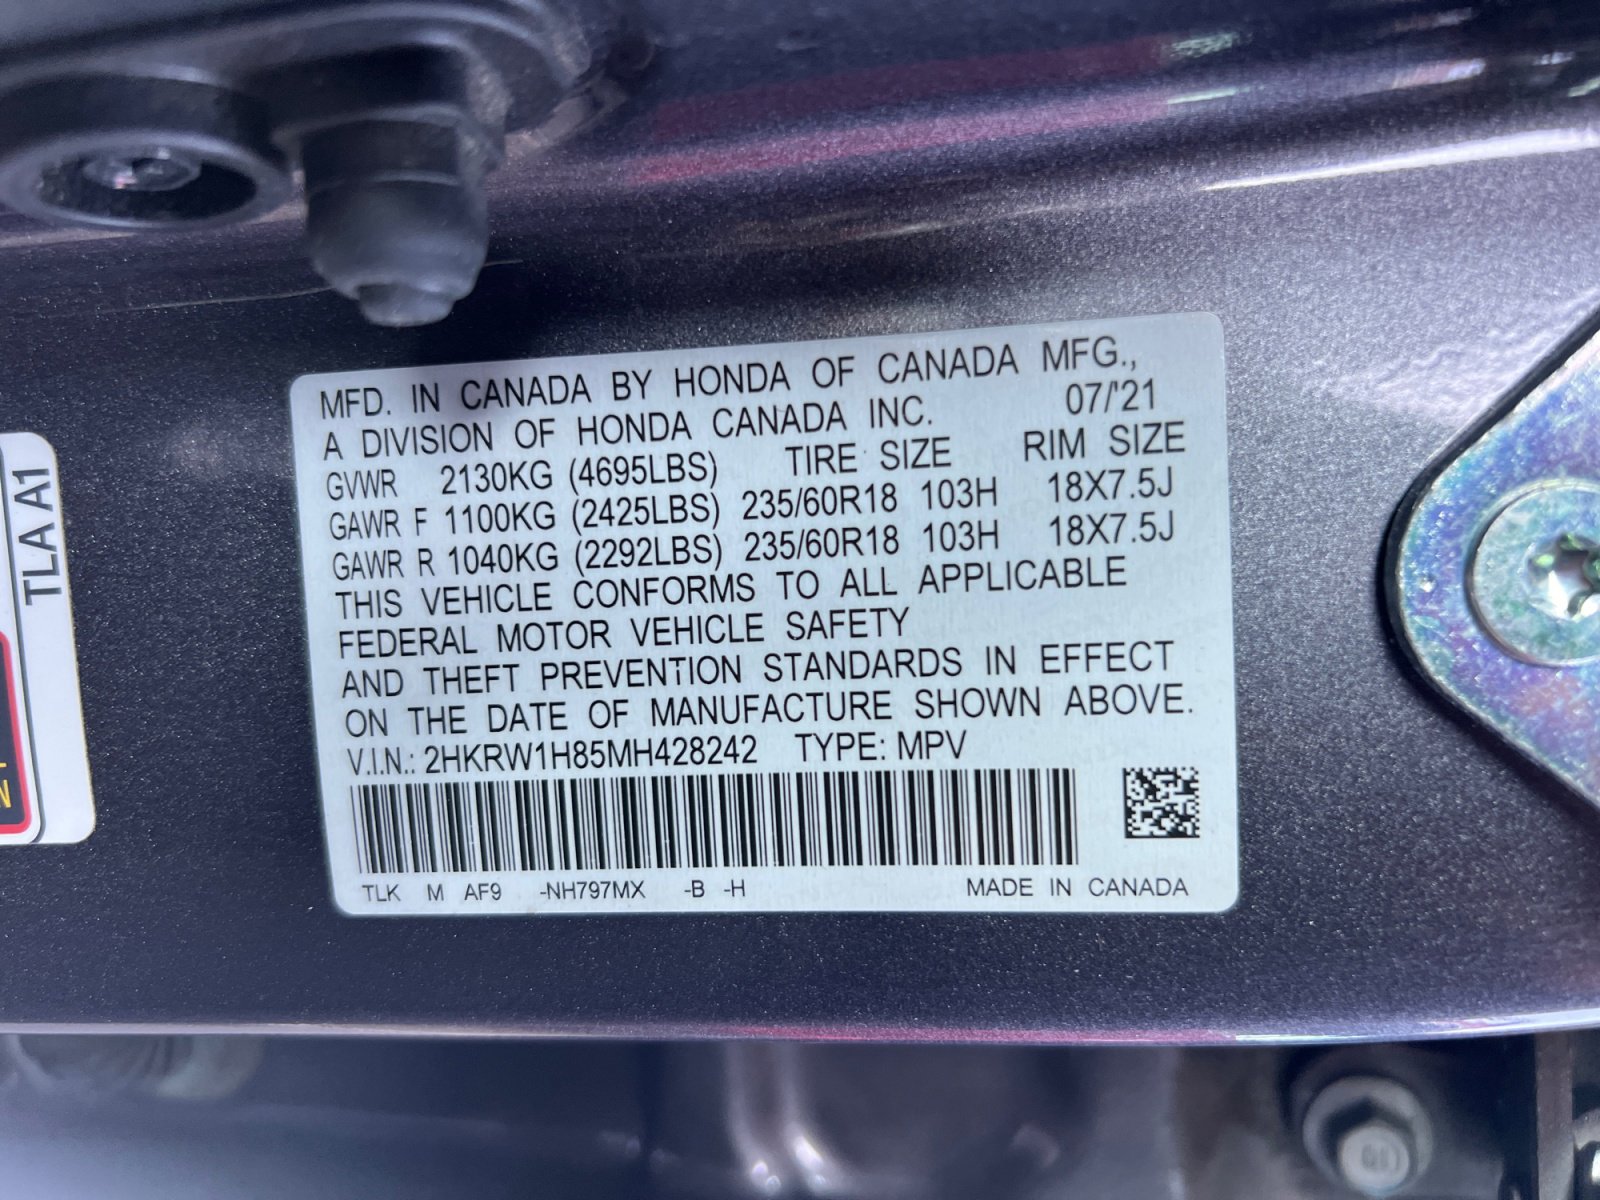 MFD. IN CANADA BY HONDA OF CANADA MFG.,
A DIVISION OF HONDA CANADA INC. 07/'21
GVWR 2130KG (4695LBS) TIRE SIZE RIM SIZE
GAWR F 1100KG (2425LBS) 235/60R18 103H 18X7.5J
GAWR R 1040KG (2292LBS) 235/60R18 103H 18X7.5J
THIS VEHICLE CONFORMS TO ALL APPLICABLE
FEDERAL MOTOR VEHICLE SAFETY
AND THEFT PREVENTION STANDARDS IN EFFECT
ON THE DATE OF MANUFACTURE SHOWN ABOVE.
V.I.N.: 2HKRW1H85MH428242 TYPE: MPV
TLK M AF9 -NH797MX -B -H MADE IN CANADA
TLA A1